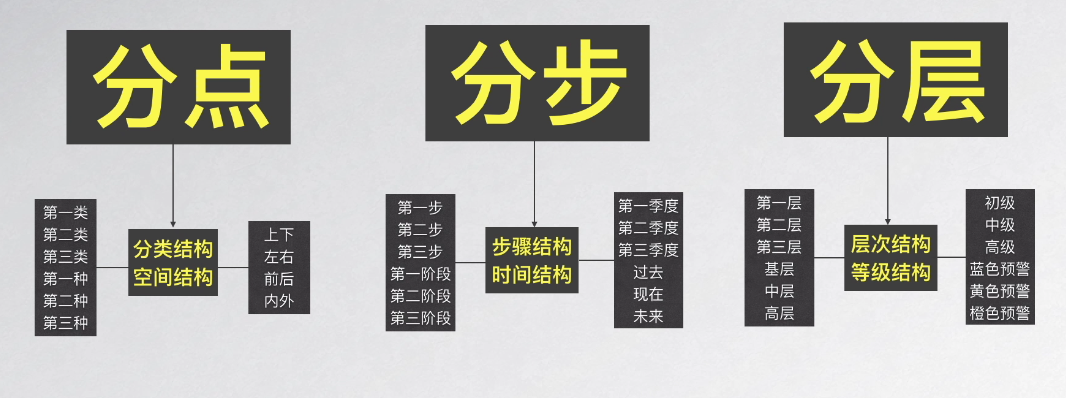 分点
第一类
第二类
第三类
第一种
第二种
第三种
分类结构
空间结构
上下
左右
前后
内外
分步
第一步
第二步
第三步
第一阶段
第二阶段
第三阶段
步骤结构
时间结构
第一季度
第二季度
第三季度
过去
现在
未来
分层
第一层
第二层
第三层
基层
中层
高层
层次结构
等级结构
初级
中级
高级
蓝色预警
黄色预警
橙色预警